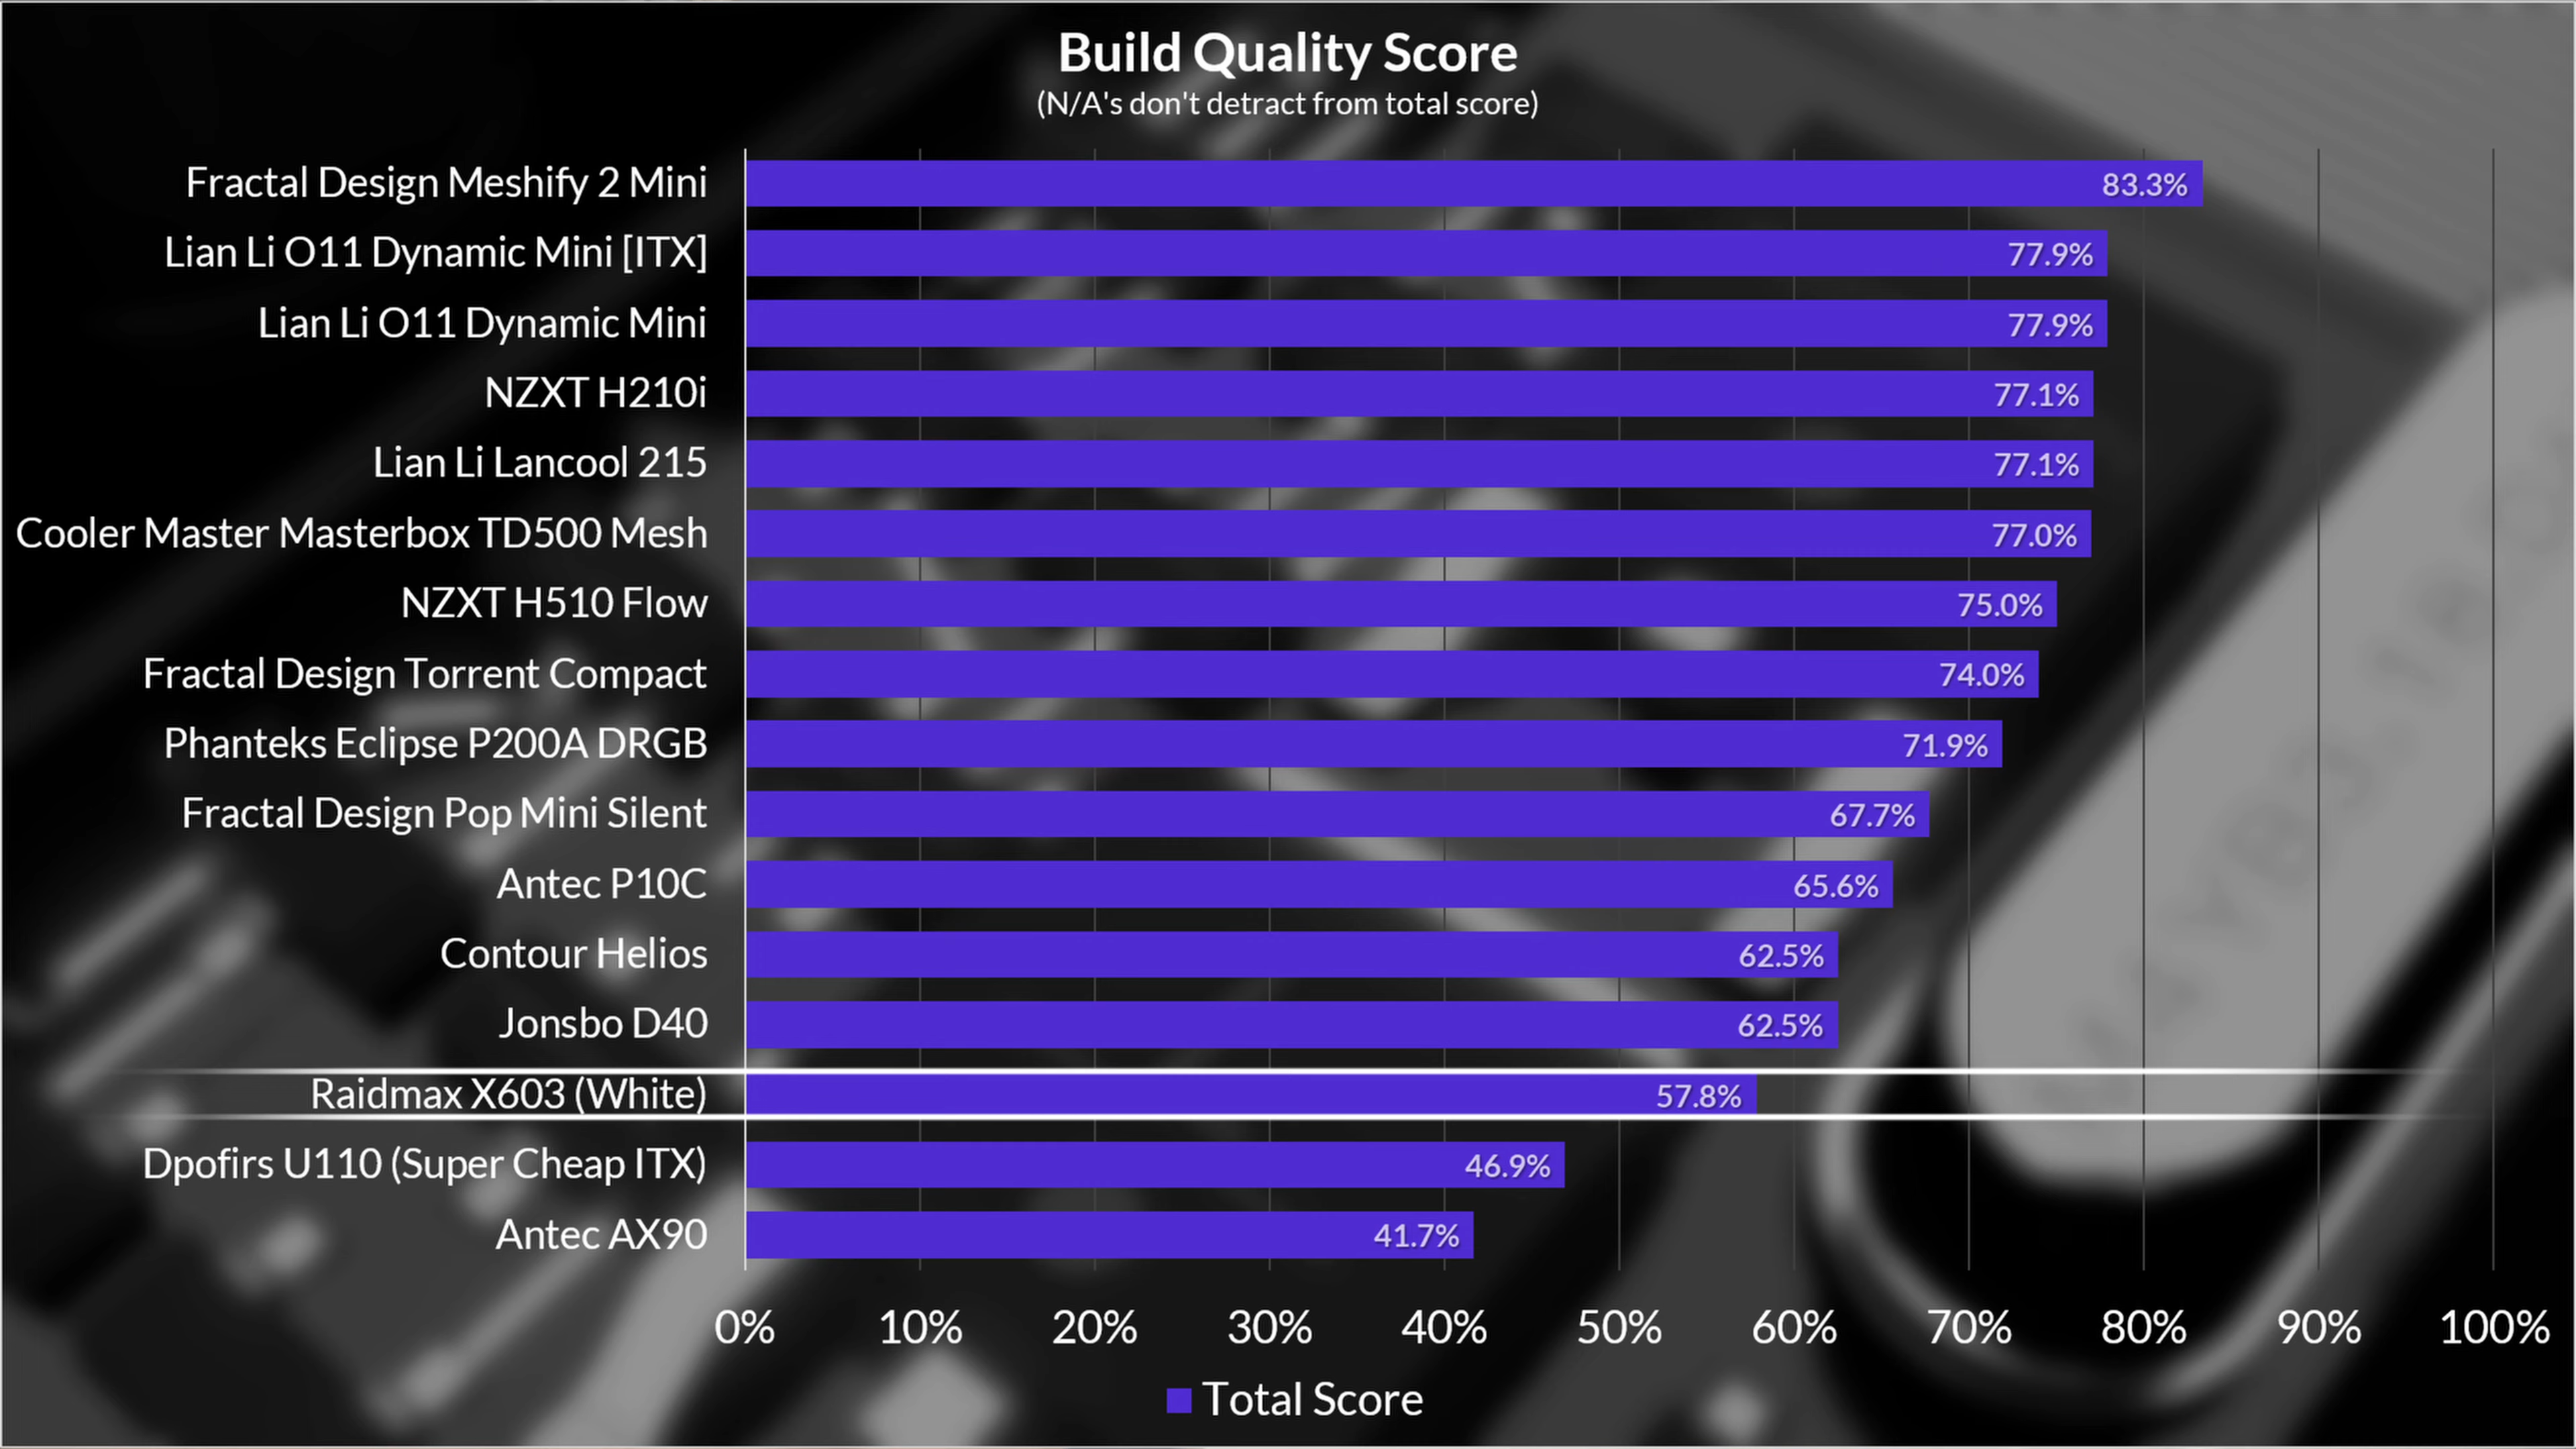 Build Quality Score
(N/A's don't detract from total score)
Fractal Design Meshify 2 Mini 83.3%
Lian Li O11 Dynamic Mini [ITX] 77.9%
Lian Li O11 Dynamic Mini 77.9%
NZXT H210i 77.1%
Lian Li Lancool 215 77.1%
Cooler Master Masterbox TD500 Mesh 77.0%
NZXT H510 Flow 75.0%
Fractal Design Torrent Compact 74.0%
Phanteks Eclipse P200A DRGB 71.9%
Fractal Design Pop Mini Silent 67.7%
Antec P10C 65.6%
Contour Helios 62.5%
Jonsbo D40 62.5%
Raidmax X603 (White) 57.8%
Dpofirs U110 (Super Cheap ITX) 46.9%
Antec AX90 41.7%
0% 10% 20% 30% 40% 50% 60% 70% 80% 90% 100%
Total Score